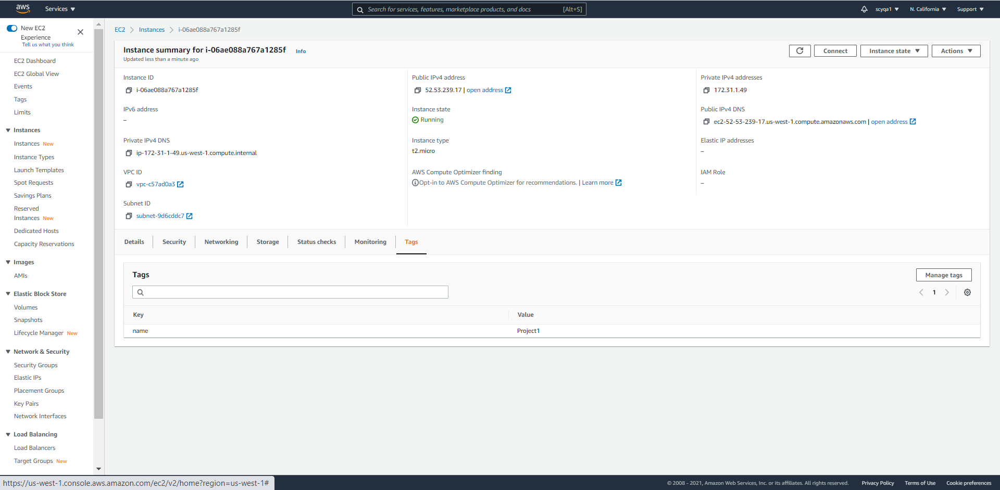 aws
Services
Search for services, features, marketplace products, and docs [Alt+S]
scyqa1
N. California
Support
New EC2
Experience
Tell us what you think
EC2 Dashboard
EC2 Global View
Events
Tags
Limits
Instances
Instances New
Instance Types
Launch Templates
Spot Requests
Savings Plans
Reserved
Instances New
Dedicated Hosts
Capacity Reservations
Images
AMIs
Elastic Block Store
Volumes
Snapshots
Lifecycle Manager New
Network & Security
Security Groups
Elastic IPs
Placement Groups
Key Pairs
Network Interfaces
Load Balancing
Load Balancers
Target Groups New
EC2 > Instances > i-06ae088a767a1285f
Instance summary for i-06ae088a767a1285f Info
Updated less than a minute ago
Connect
Instance state
Actions
Instance ID
i-06ae088a767a1285f
IPv6 address
–
Private IPv4 DNS
ip-172-31-1-49.us-west-1.compute.internal
VPC ID
vpc-c57ad0a3
Subnet ID
subnet-9d6cddc7
Public IPv4 address
52.53.239.17 | open address
Instance state
Running
Instance type
t2.micro
AWS Compute Optimizer finding
Opt-in to AWS Compute Optimizer for recommendations. | Learn more
Private IPv4 addresses
172.31.1.49
Public IPv4 DNS
ec2-52-53-239-17.us-west-1.compute.amazonaws.com | open address
Elastic IP addresses
–
IAM Role
–
Details
Security
Networking
Storage
Status checks
Monitoring
Tags
Tags
Manage tags
1
Key Value
name Project1
https://us-west-1.console.aws.amazon.com/ec2/v2/home?region=us-west-1#
© 2008 - 2021, Amazon Web Services, Inc. or its affiliates. All rights reserved. Privacy Policy Terms of Use Cookie preferences